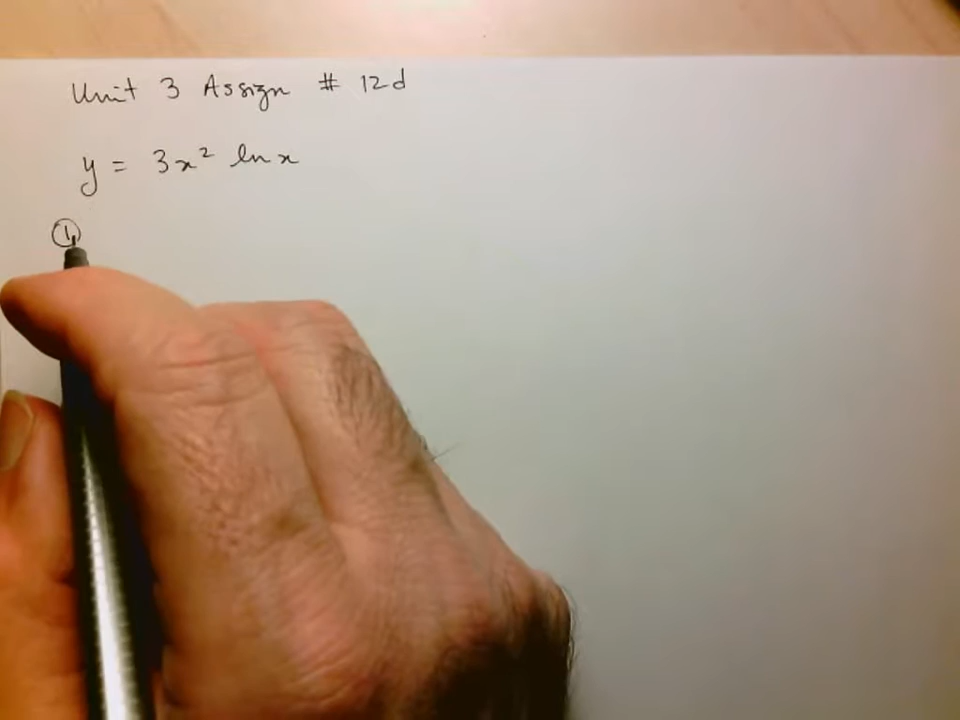 Unit 3 Assign # 12d
y = 3x² ln x
①